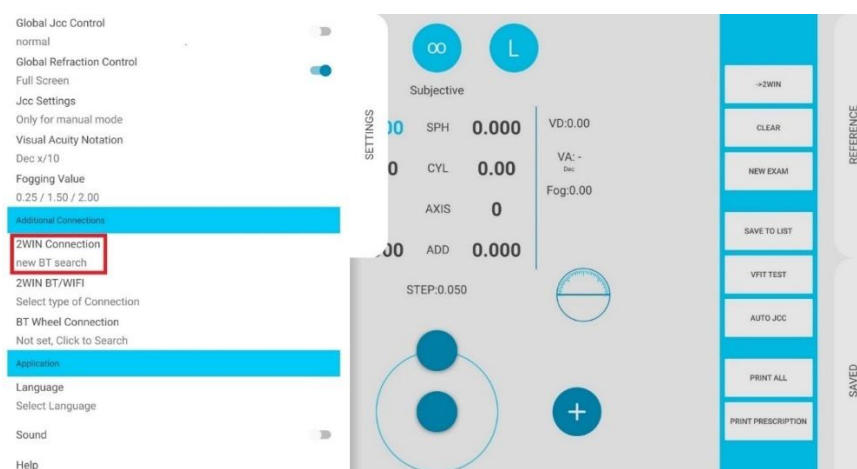 Global Jcc Control
normal
Global Refraction Control
Full Screen
Jcc Settings
Only for manual mode
Visual Acuity Notation
Dec x/10
Fogging Value
0.25 / 1.50 / 2.00
Additional Connections
2WIN Connection
new BT search
2WIN BT/WIFI
Select type of Connection
BT Wheel Connection
Not set, Click to Search
Application
Language
Select Language
Sound
Help
SETTINGS
∞ L
Subjective
00 SPH 0.000
0 CYL 0.00
AXIS 0
00 ADD 0.000
STEP:0.050
VD:0.00
VA: -
Dec
Fog:0.00
+
->2WIN
CLEAR
NEW EXAM
SAVE TO LIST
VFIT TEST
AUTO JCC
PRINT ALL
PRINT PRESCRIPTION
REFERENCE
SAVED